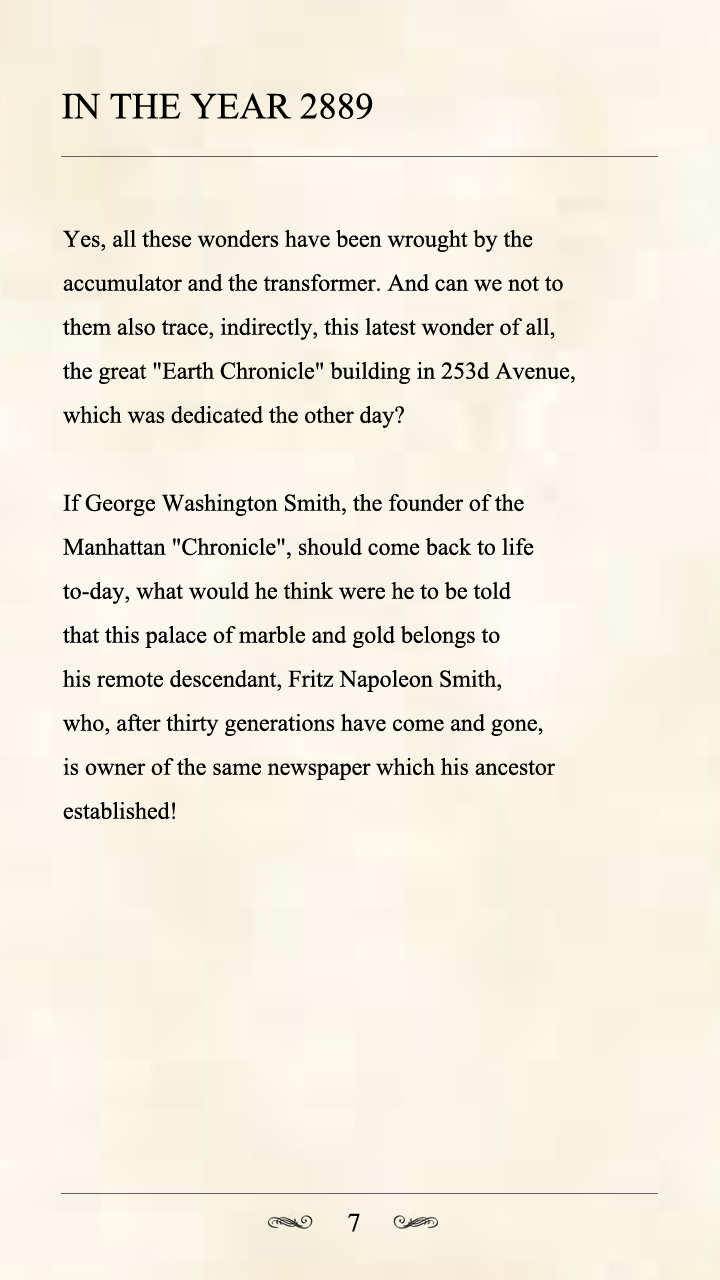 IN THE YEAR 2889
Yes, all these wonders have been wrought by the
accumulator and the transformer. And can we not to
them also trace, indirectly, this latest wonder of all,
the great "Earth Chronicle" building in 253d Avenue,
which was dedicated the other day?
If George Washington Smith, the founder of the
Manhattan "Chronicle", should come back to life
to-day, what would he think were he to be told
that this palace of marble and gold belongs to
his remote descendant, Fritz Napoleon Smith,
who, after thirty generations have come and gone,
is owner of the same newspaper which his ancestor
established!
7